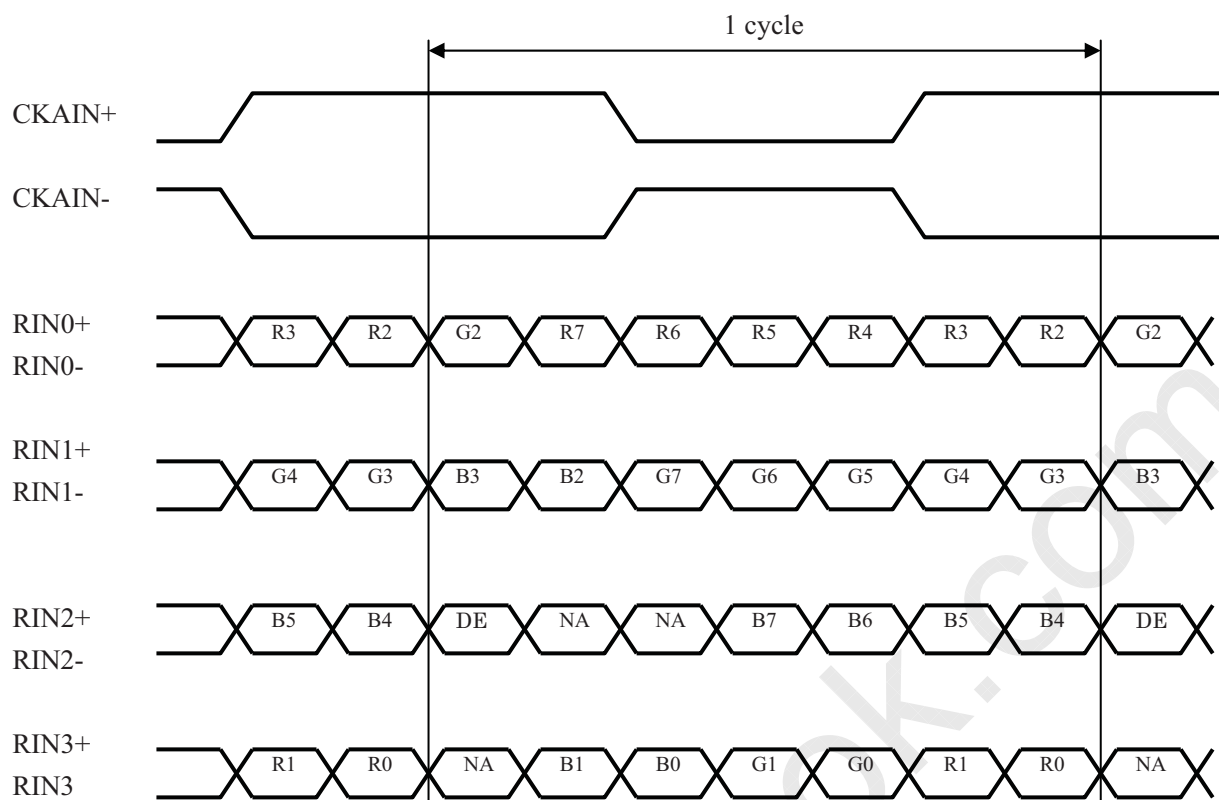 1 cycle
CKAIN+
CKAIN-
RIN0+
R3 R2 G2 R7 R6 R5 R4 R3 R2 G2
RIN0-
RIN1+
G4 G3 B3 B2 G7 G6 G5 G4 G3 B3
RIN1-
RIN2+
B5 B4 DE NA NA B7 B6 B5 B4 DE
RIN2-
RIN3+
R1 R0 NA B1 B0 G1 G0 R1 R0 NA
RIN3
ok.com